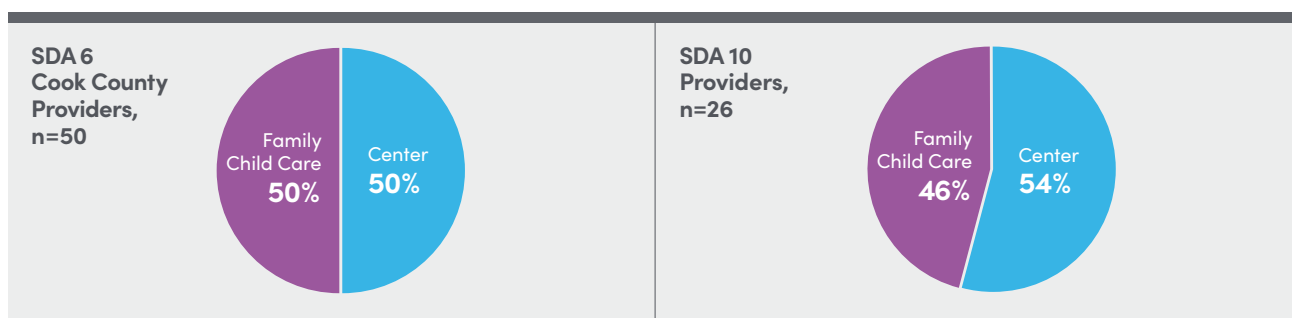 SDA 6
Cook County
Providers,
n=50
Family
Child Care
50%
Center
50%
SDA 10
Providers,
n=26
Family
Child Care
46%
Center
54%